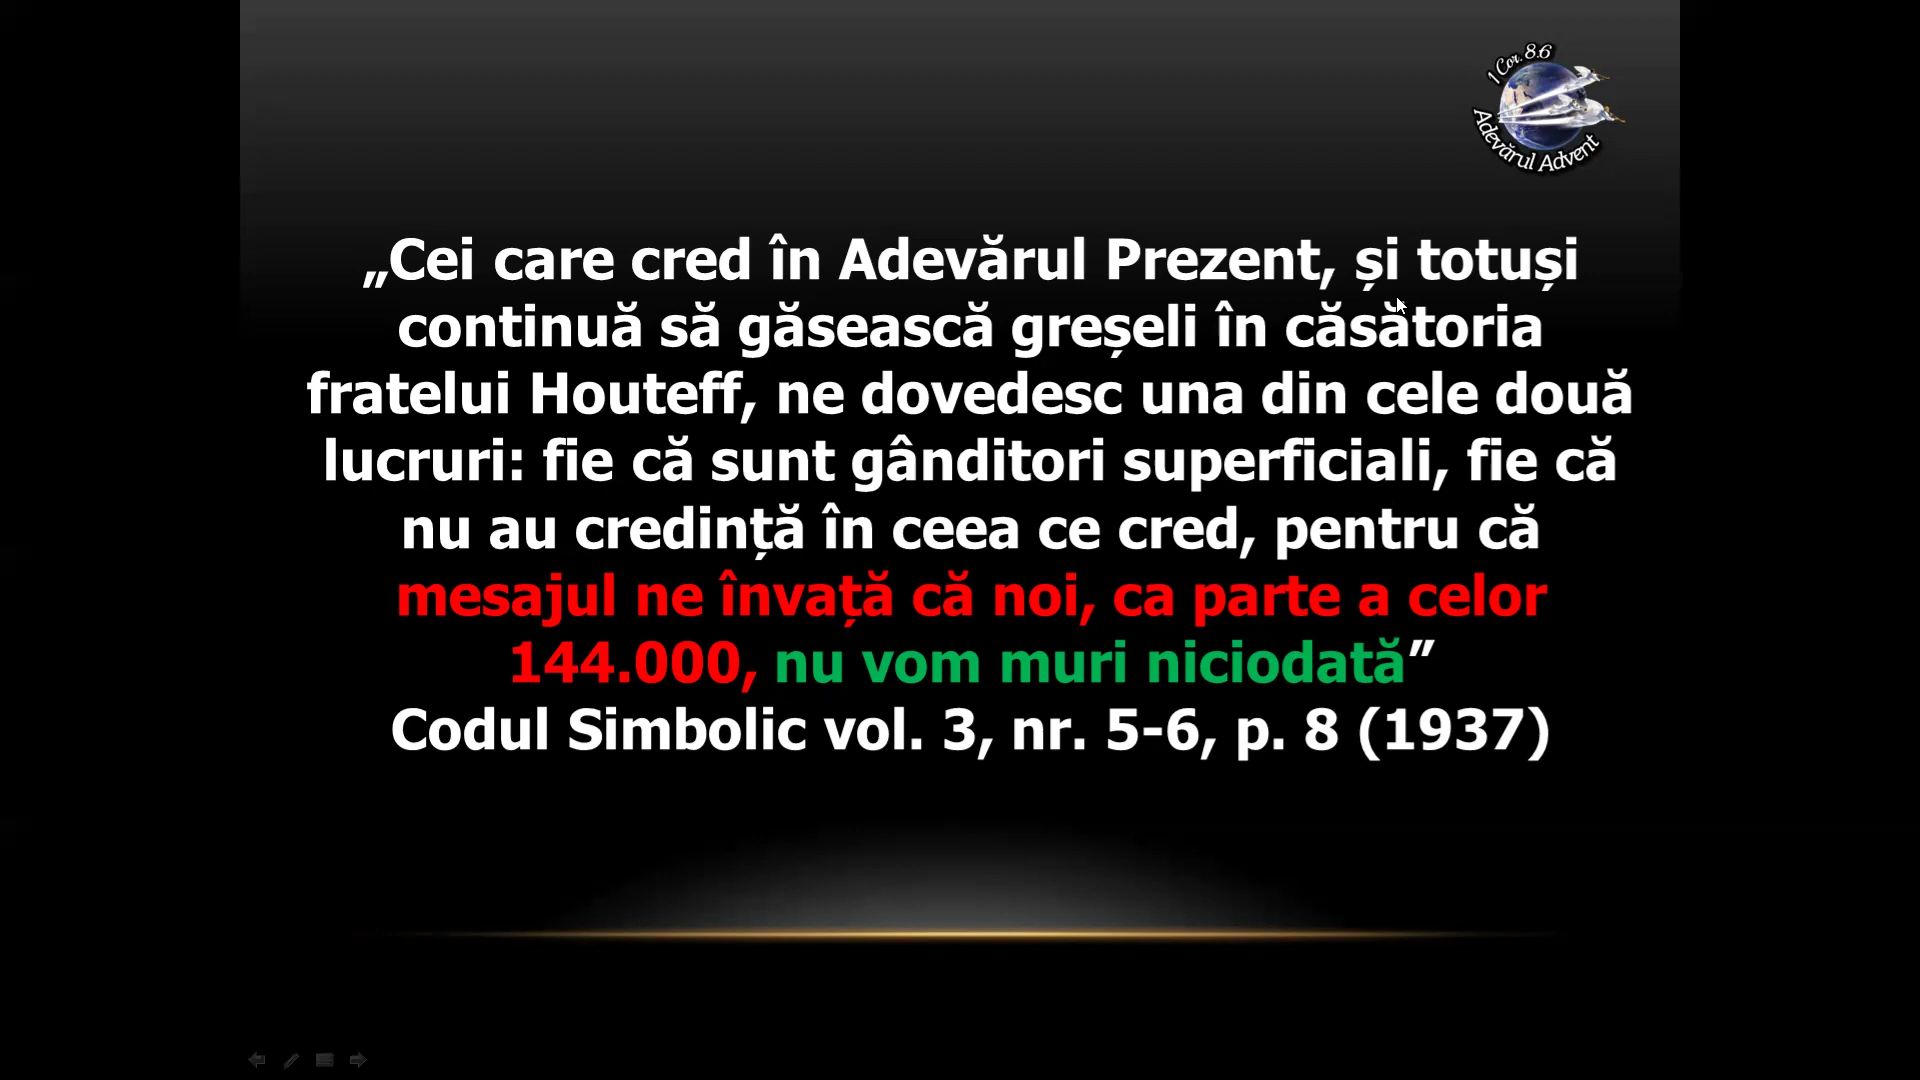 1 Cor. 8:6
Adevărul Advent
„Cei care cred în Adevărul Prezent, și totuși
continuă să găsească greșeli în căsătoria
fratelui Houteff, ne dovedesc una din cele două
lucruri: fie că sunt gânditori superficiali, fie că
nu au credință în ceea ce cred, pentru că
mesajul ne învață că noi, ca parte a celor
144.000, nu vom muri niciodată”
Codul Simbolic vol. 3, nr. 5-6, p. 8 (1937)